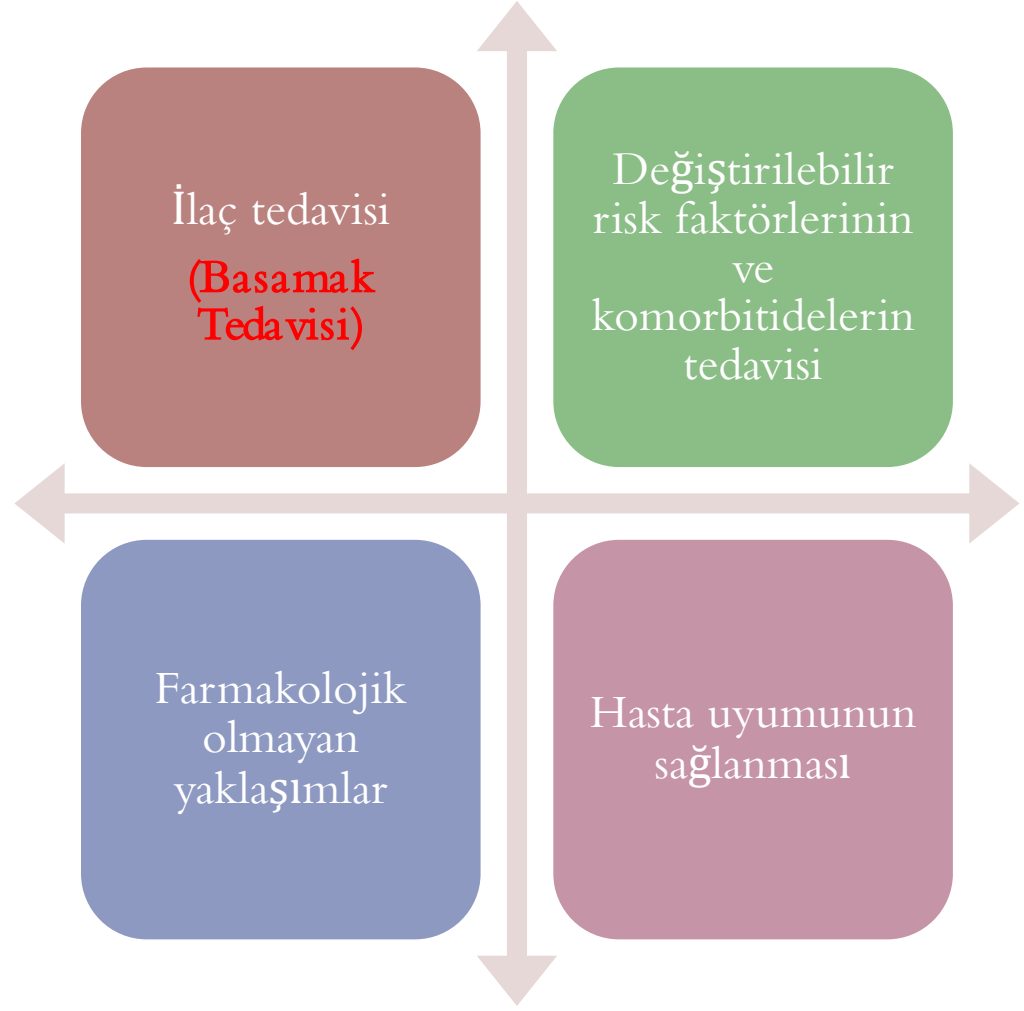 İlaç tedavisi
(Basamak
Tedavisi)
Değiştirilebilir
risk faktörlerinin
ve
komorbitidelerin
tedavisi
Farmakolojik
olmayan
yaklaşımlar
Hasta uyumunun
sağlanması